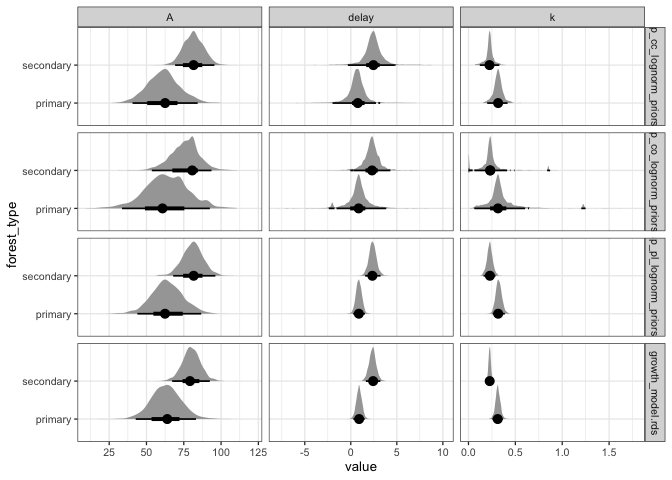 A delay k
secondary
primary
p_cc_lognorm_priors
secondary
primary
p_co_lognorm_priors
secondary
primary
p_pl_lognorm_priors
secondary
primary
growth_model.rds
forest_type
25 50 75 100 125 -5 0 5 10 0.0 0.5 1.0 1.5
value